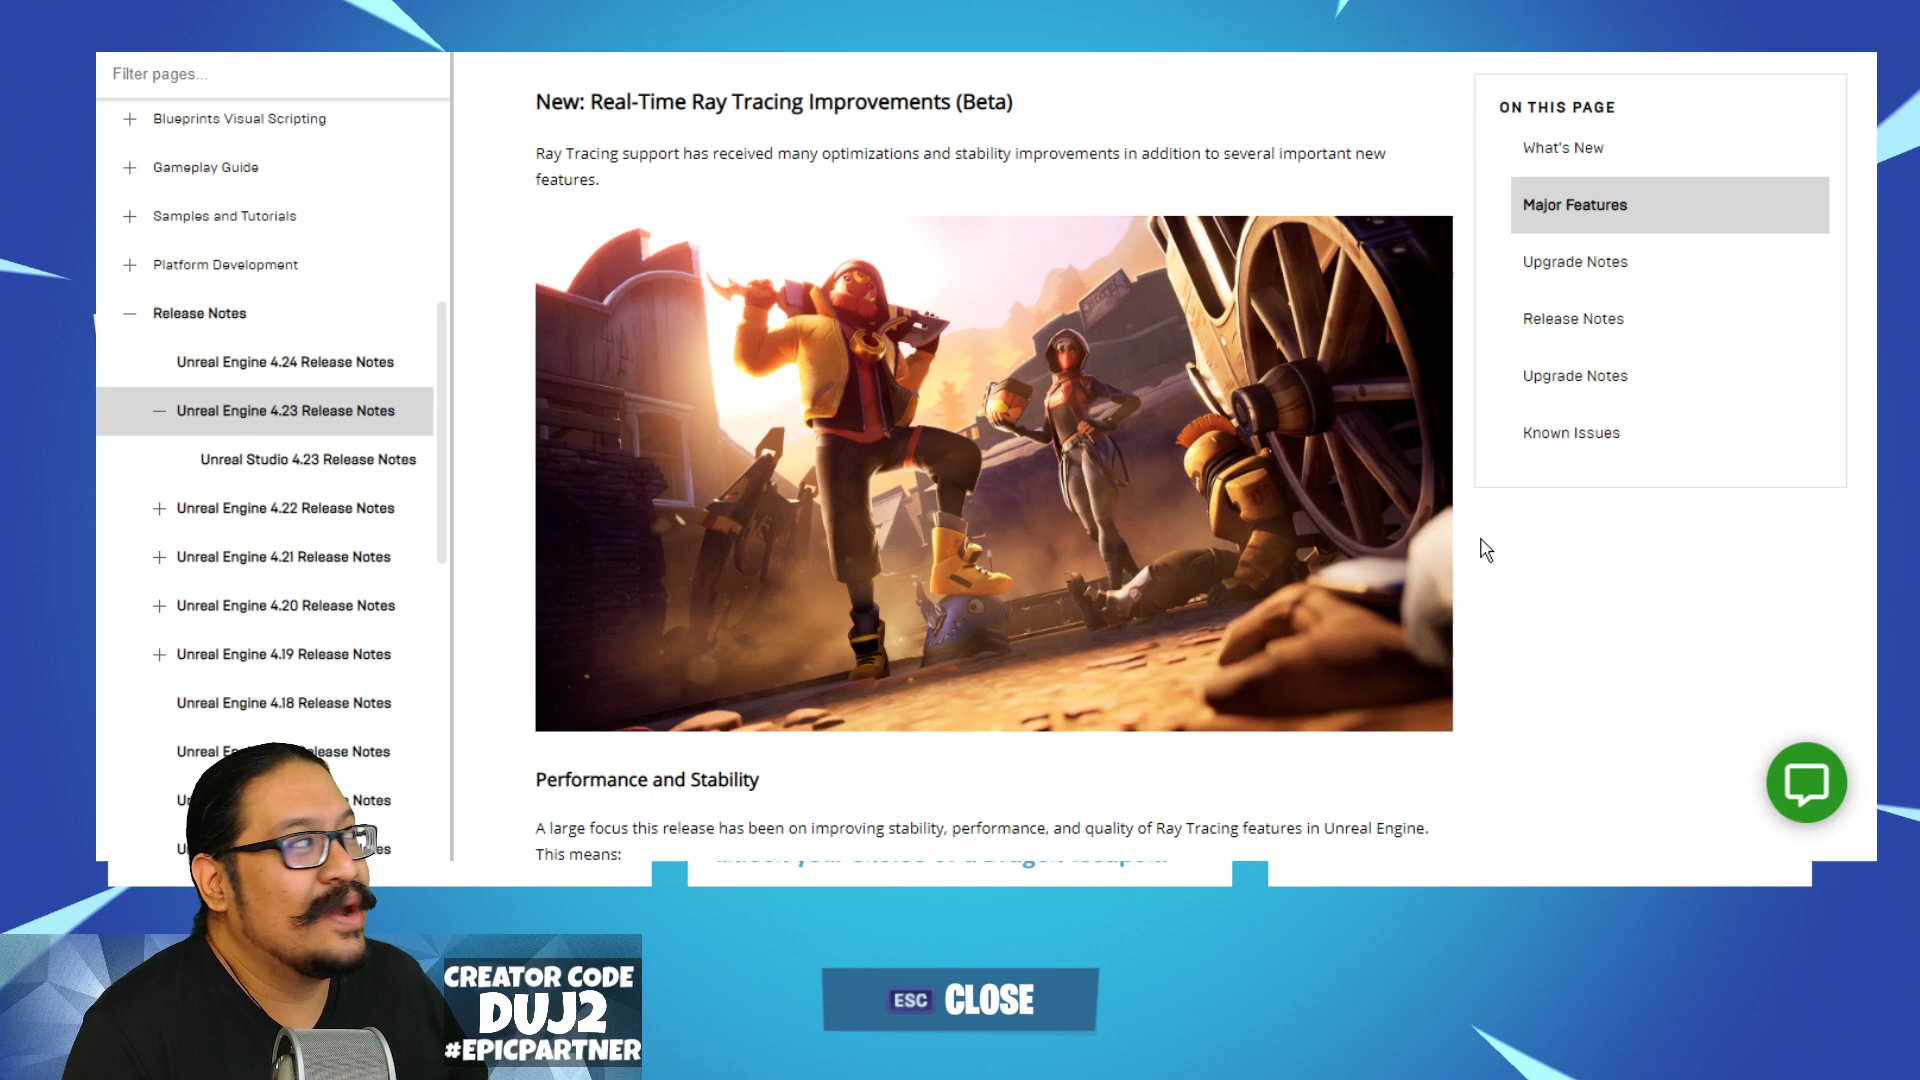 Filter pages...
Blueprints Visual Scripting
Gameplay Guide
Samples and Tutorials
Platform Development
Release Notes
Unreal Engine 4.24 Release Notes
Unreal Engine 4.23 Release Notes
Unreal Studio 4.23 Release Notes
Unreal Engine 4.22 Release Notes
Unreal Engine 4.21 Release Notes
Unreal Engine 4.20 Release Notes
Unreal Engine 4.19 Release Notes
Unreal Engine 4.18 Release Notes
Unreal Notes
Notes
New: Real-Time Ray Tracing Improvements (Beta)
Ray Tracing support has received many optimizations and stability improvements in addition to several important new
features.
Performance and Stability
A large focus this release has been on improving stability, performance, and quality of Ray Tracing features in Unreal Engine.
This means:
ON THIS PAGE
What's New
Major Features
Upgrade Notes
Release Notes
Upgrade Notes
Known Issues
CREATOR CODE
DUJ2
#EPICPARTNER
ESC CLOSE